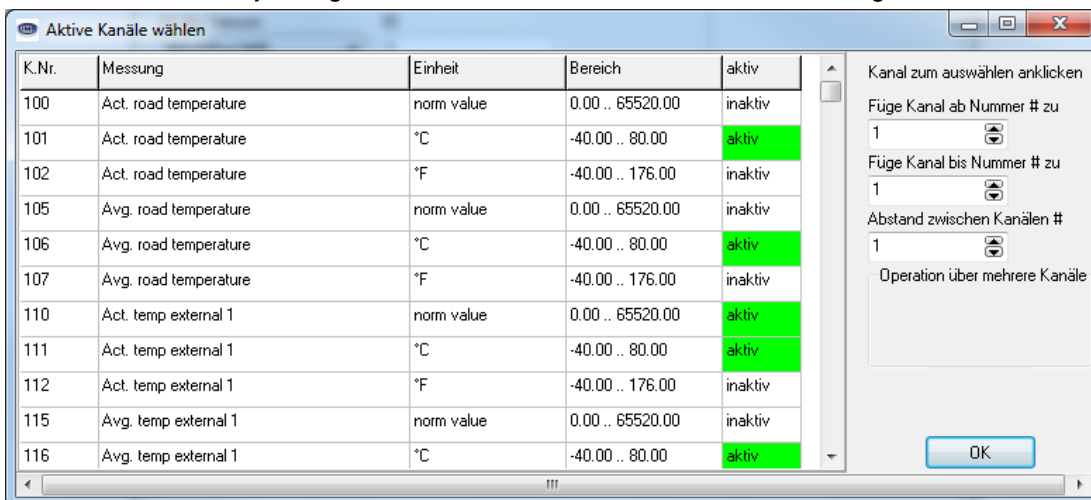 Aktive Kanäle wählen
K.Nr. Messung Einheit Bereich aktiv
100 Act. road temperature norm value 0.00 .. 65520.00 inaktiv
101 Act. road temperature °C -40.00 .. 80.00 aktiv
102 Act. road temperature °F -40.00 .. 176.00 inaktiv
105 Avg. road temperature norm value 0.00 .. 65520.00 inaktiv
106 Avg. road temperature °C -40.00 .. 80.00 aktiv
107 Avg. road temperature °F -40.00 .. 176.00 inaktiv
110 Act. temp external 1 norm value 0.00 .. 65520.00 aktiv
111 Act. temp external 1 °C -40.00 .. 80.00 aktiv
112 Act. temp external 1 °F -40.00 .. 176.00 inaktiv
115 Avg. temp external 1 norm value 0.00 .. 65520.00 inaktiv
116 Avg. temp external 1 °C -40.00 .. 80.00 aktiv
Kanal zum auswählen anklicken
Füge Kanal ab Nummer # zu
1
Füge Kanal bis Nummer # zu
1
Abstand zwischen Kanälen #
1
Operation über mehrere Kanäle
OK